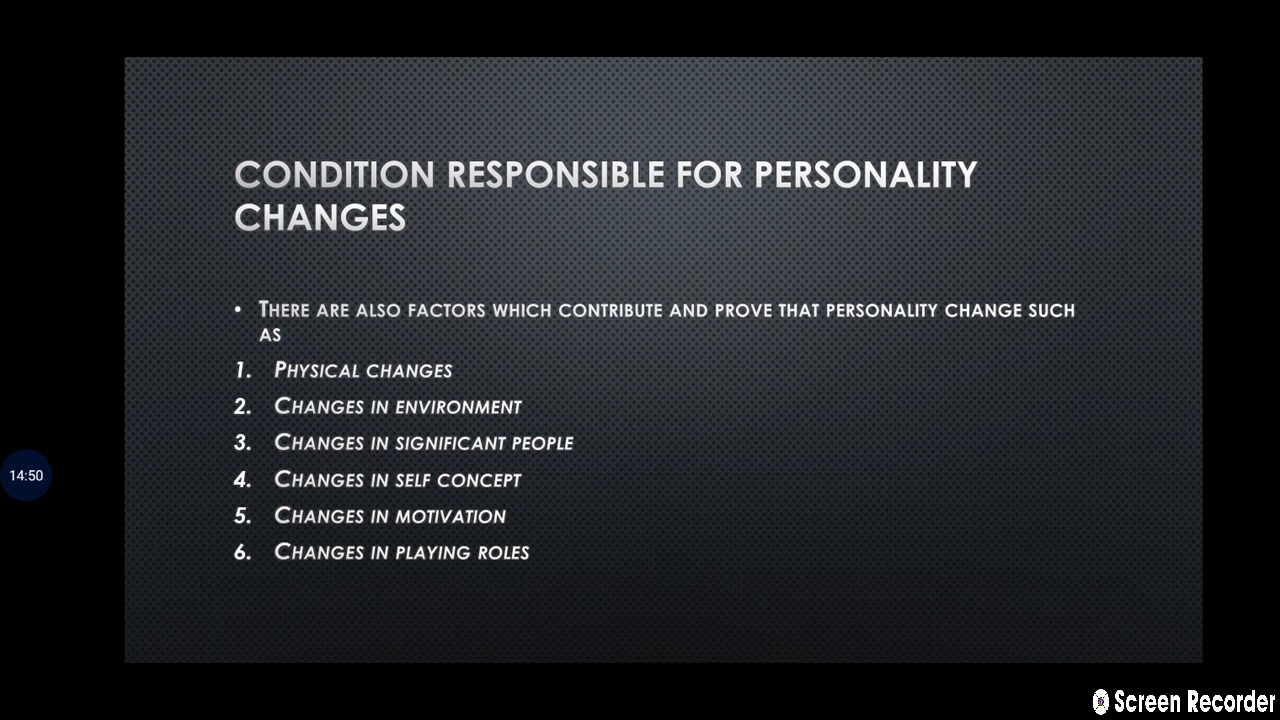 CONDITION RESPONSIBLE FOR PERSONALITY
CHANGES
• THERE ARE ALSO FACTORS WHICH CONTRIBUTE AND PROVE THAT PERSONALITY CHANGE SUCH
AS
1. PHYSICAL CHANGES
2. CHANGES IN ENVIRONMENT
3. CHANGES IN SIGNIFICANT PEOPLE
14:50
4. CHANGES IN SELF CONCEPT
5. CHANGES IN MOTIVATION
6. CHANGES IN PLAYING ROLES
Screen Recorder